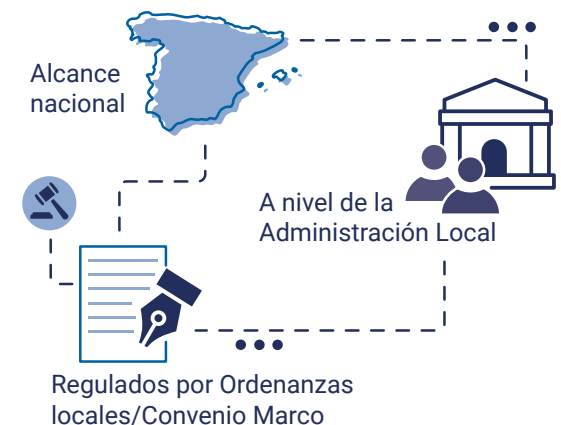 Alcance
nacional
A nivel de la
Administración Local
Regulados por Ordenanzas
locales/Convenio Marco